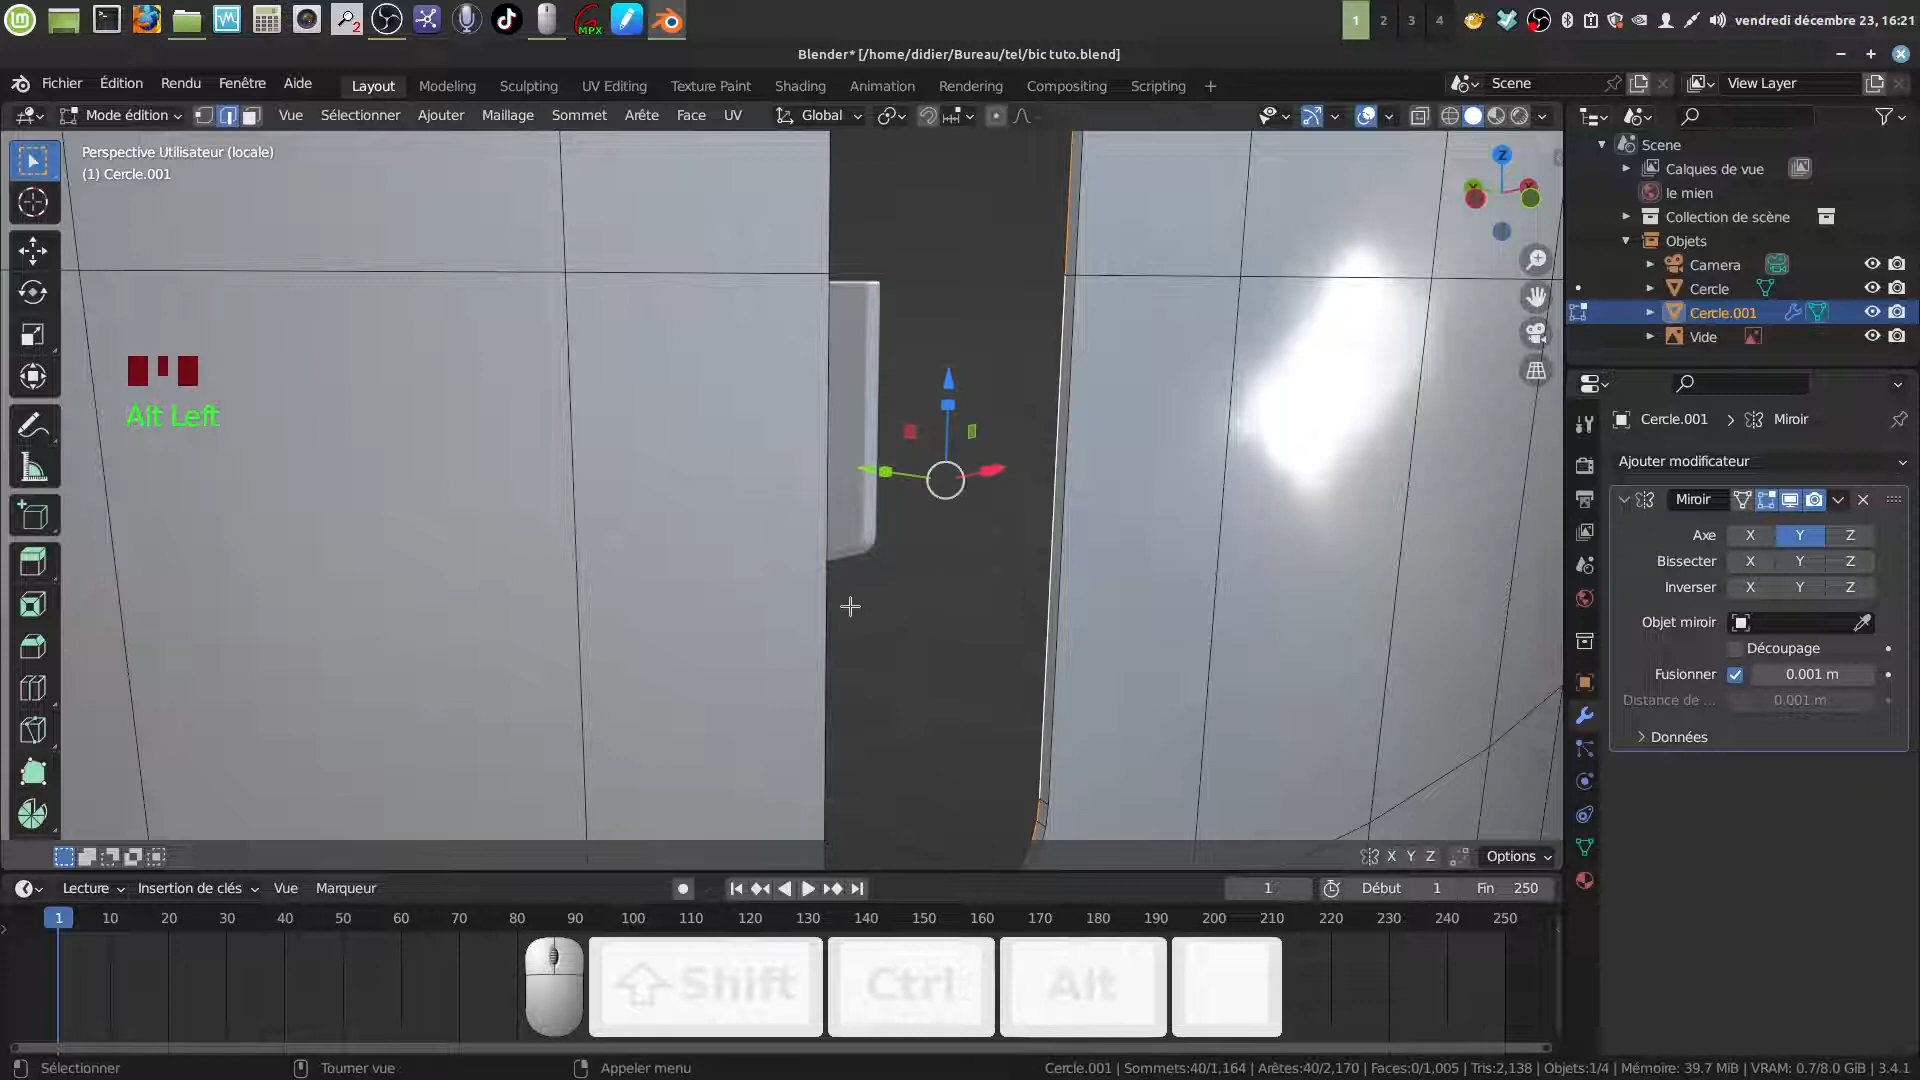 2
MPX
1 2 3 4
vendredi décembre 23, 16:21
Blender* [/home/didier/Bureau/tel/bic tuto.blend]
Fichier Édition Rendu Fenêtre Aide
Layout Modeling Sculpting UV Editing Texture Paint Shading Animation Rendering Compositing Scripting +
Scene
View Layer
Mode édition Vue Sélectionner Ajouter Maillage Sommet Arête Face UV
Global
Perspective Utilisateur (locale)
(1) Cercle.001
Z
Alt Left
Scene
Calques de vue
le mien
Collection de scène
Objets
Camera
Cercle
Cercle.001
Vide
Cercle.001 > Miroir
Ajouter modificateur
Miroir
Axe X Y Z
Bissecter X Y Z
Inverser X Y Z
Objet miroir
Découpage
Fusionner 0.001 m
Distance de ... 0.001 m
Données
X Y Z
Options
Lecture Insertion de clés Vue Marqueur
1
Début 1
Fin 250
1 10 20 30 40 50 60 70 80 90 100 110 120 130 140 150 160 170 180 190 200 210 220 230 240 250
Shift Ctrl Alt
Sélectionner
Tourner vue
Appeler menu
Cercle.001 | Sommets:40/1,164 | Arêtes:40/2,170 | Faces:0/1,005 | Tris:2,138 | Objets:1/4 | Mémoire: 39.7 MiB | VRAM: 0.7/8.0 GiB | 3.4.1